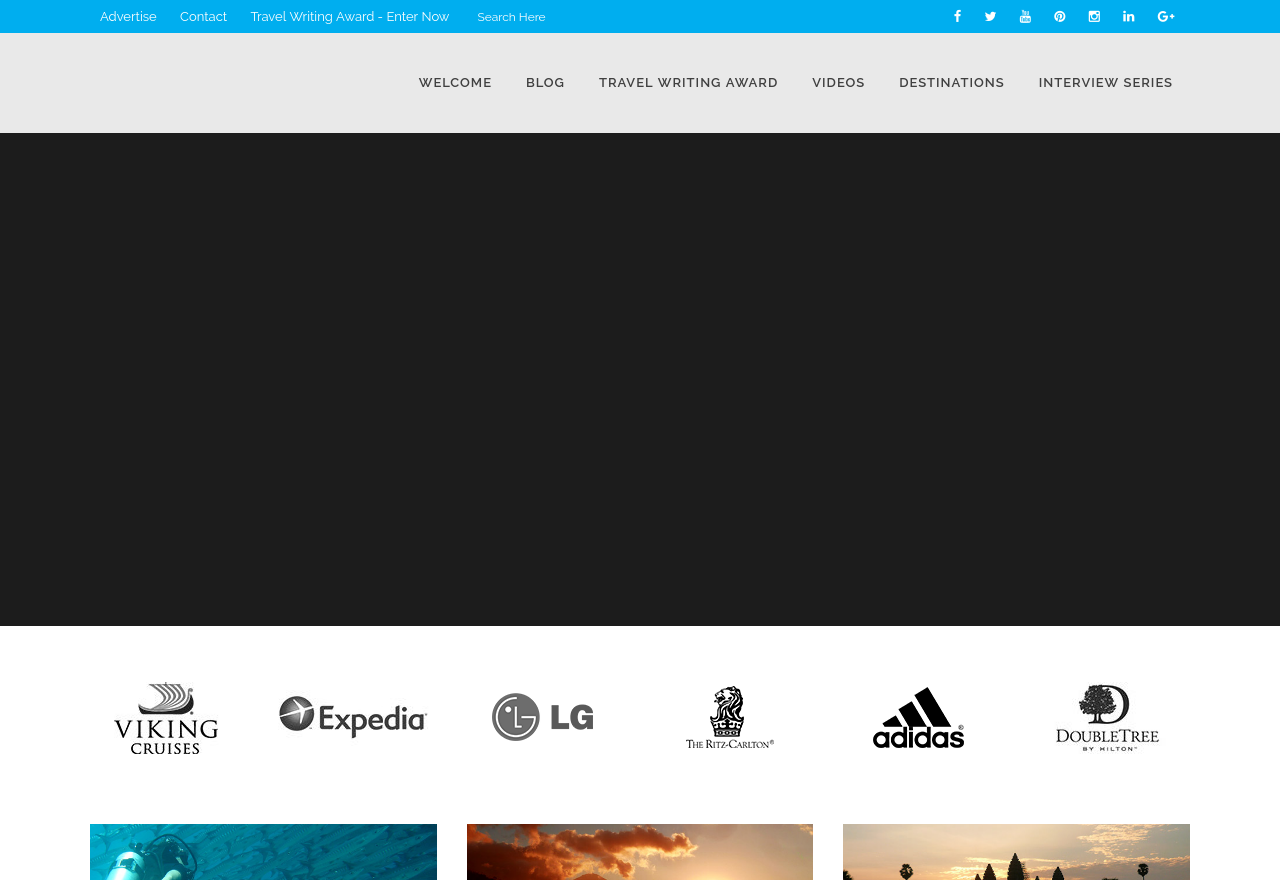 Advertise Contact Travel Writing Award - Enter Now Search Here
WELCOME BLOG TRAVEL WRITING AWARD VIDEOS DESTINATIONS INTERVIEW SERIES
VIKING CRUISES
Expedia
LG
THE RITZ-CARLTON®
adidas®
DOUBLETREE BY HILTON™